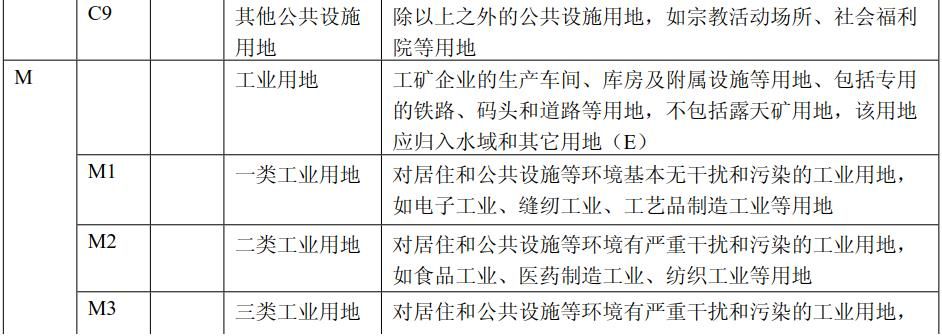 C9 其他公共设施 除以上之外的公共设施用地，如宗教活动场所、社会福利
用地 院等用地
M 工业用地 工矿企业的生产车间、库房及附属设施等用地、包括专用
的铁路、码头和道路等用地，不包括露天矿用地，该用地
应归入水域和其它用地（E）
M1 一类工业用地 对居住和公共设施等环境基本无干扰和污染的工业用地，
如电子工业、缝纫工业、工艺品制造工业等用地
M2 二类工业用地 对居住和公共设施等环境有严重干扰和污染的工业用地，
如食品工业、医药制造工业、纺织工业等用地
M3 三类工业用地 对居住和公共设施等环境有严重干扰和污染的工业用地，